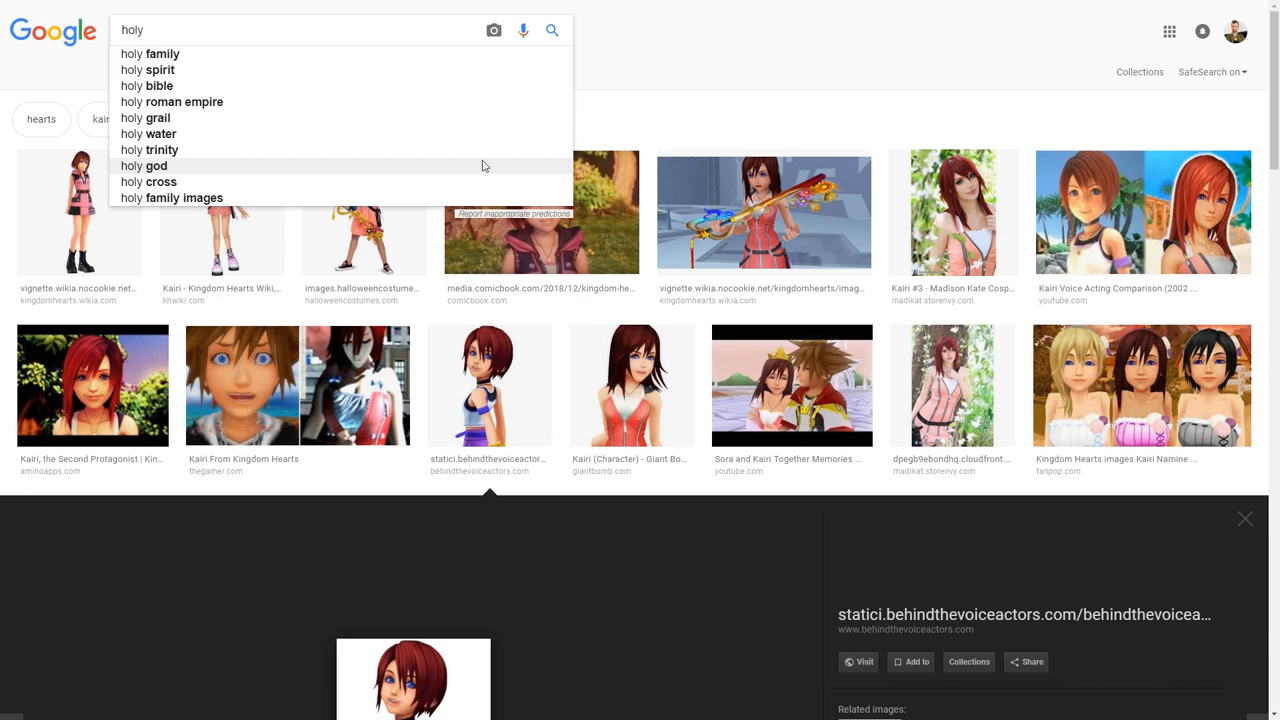 Google
holy
holy family
holy spirit
holy bible
holy roman empire
holy grail
holy water
holy trinity
holy god
holy cross
holy family images
Report inappropriate predictions
Collections
SafeSearch on
hearts
vignette.wikia.nocookie.net...
kingdomhearts.wikia.com
Kairi - Kingdom Hearts Wiki,...
khwiki.com
images.halloweencostume...
halloweencostumes.com
media.comicbook.com/2018/12/kingdom-he...
comicbook.com
vignette.wikia.nocookie.net/kingdomhearts/imag...
kingdomhearts.wikia.com
Kairi #3 · Madison Kate Cosp...
madikat.storenvy.com
Kairi Voice Acting Comparison (2002 ...
youtube.com
Kairi, the Second Protagonist | Kin...
aminoapps.com
Kairi From Kingdom Hearts
thegamer.com
statici.behindthevoiceactor...
behindthevoiceactors.com
Kairi (Character) - Giant Bo...
giantbomb.com
Sora and Kairi Together Memories ...
youtube.com
dpegb9ebondhq.cloudfront....
madikat.storenvy.com
Kingdom Hearts images Kairi Namine ...
fanpop.com
statici.behindthevoiceactors.com/behindthevoicea...
www.behindthevoiceactors.com
Visit
Add to
Collections
Share
Related images: